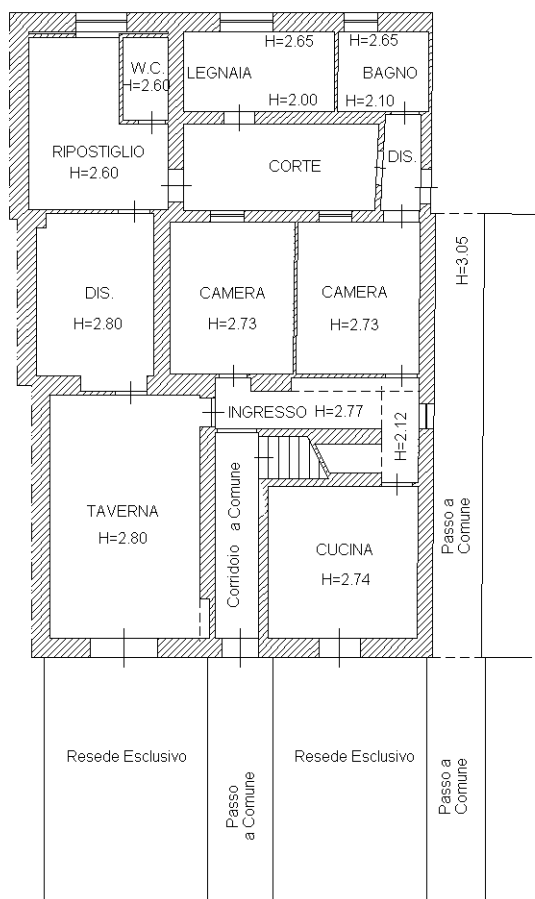 H=2.65
H=2.65
W.C.
H=2.60
LEGNAIA
BAGNO
H=2.00
H=2.10
RIPOSTIGLIO
H=2.60
CORTE
DIS.
H=3.05
DIS.
H=2.80
CAMERA
H=2.73
CAMERA
H=2.73
INGRESSO H=2.77
H=2.12
TAVERNA
H=2.80
Corridoio a Comune
CUCINA
H=2.74
Passo a
Comune
Resede Esclusivo
Passo
a Comune
Resede Esclusivo
Passo a
Comune